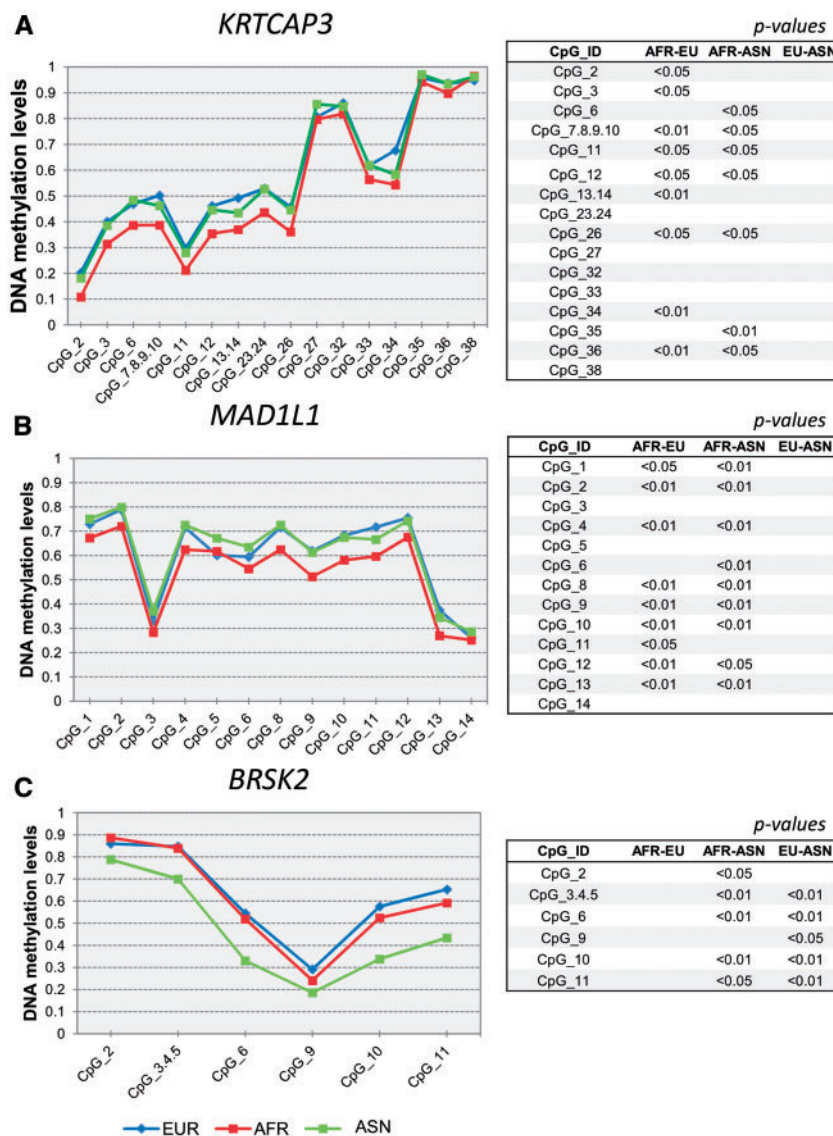 A
KRTCAP3
p-values
DNA methylation levels
1
0.9
0.8
0.7
0.6
0.5
0.4
0.3
0.2
0.1
0
CpG_2
CpG_3
CpG_6
CpG_7.8.9.10
CpG_11
CpG_12
CpG_13.14
CpG_23.24
CpG_26
CpG_27
CpG_32
CpG_33
CpG_34
CpG_35
CpG_36
CpG_38
CpG_ID AFR-EU AFR-ASN EU-ASN
CpG_2 <0.05
CpG_3 <0.05
CpG_6 <0.05
CpG_7.8.9.10 <0.01 <0.05
CpG_11 <0.05 <0.05
CpG_12 <0.05 <0.05
CpG_13.14 <0.01
CpG_23.24
CpG_26 <0.05 <0.05
CpG_27
CpG_32
CpG_33
CpG_34 <0.01
CpG_35 <0.01
CpG_36 <0.01 <0.05
CpG_38
B
MAD1L1
p-values
DNA methylation levels
1
0.9
0.8
0.7
0.6
0.5
0.4
0.3
0.2
0.1
0
CpG_1
CpG_2
CpG_3
CpG_4
CpG_5
CpG_6
CpG_8
CpG_9
CpG_10
CpG_11
CpG_12
CpG_13
CpG_14
CpG_ID AFR-EU AFR-ASN EU-ASN
CpG_1 <0.05 <0.01
CpG_2 <0.01 <0.01
CpG_3
CpG_4 <0.01 <0.01
CpG_5
CpG_6 <0.01
CpG_8 <0.01 <0.01
CpG_9 <0.01 <0.01
CpG_10 <0.01 <0.01
CpG_11 <0.05
CpG_12 <0.01 <0.05
CpG_13 <0.01 <0.01
CpG_14
C
BRSK2
p-values
DNA methylation levels
1
0.9
0.8
0.7
0.6
0.5
0.4
0.3
0.2
0.1
0
CpG_2
CpG_3.4.5
CpG_6
CpG_9
CpG_10
CpG_11
CpG_ID AFR-EU AFR-ASN EU-ASN
CpG_2 <0.05
CpG_3.4.5 <0.01 <0.01
CpG_6 <0.01 <0.01
CpG_9 <0.05
CpG_10 <0.01 <0.01
CpG_11 <0.05 <0.01
EUR AFR ASN